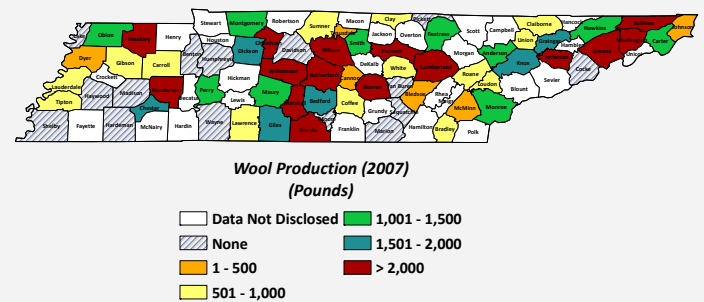 Stewart
Montgomery
Robertson
Sumner
Macon
Clay
Pickett
Scott
Campbell
Claiborne
Hancock
Hawkins
Sullivan
Johnson
Obion
Weakley
Henry
Houston
Cheatham
Trousdale
Jackson
Overton
Fentress
Union
Grainger
Hamblen
Greene
Washington
Carter
Unicoi
Dyer
Gibson
Carroll
Benton
Humphreys
Dickson
Davidson
Wilson
Smith
Putnam
Morgan
Anderson
Knox
Jefferson
Cocke
Lauderdale
Crockett
Haywood
Madison
Henderson
Decatur
Perry
Hickman
Williamson
Rutherford
Cannon
DeKalb
White
Cumberland
Roane
Loudon
Blount
Sevier
Tipton
Chester
Lewis
Maury
Marshall
Bedford
Coffee
Warren
Van Buren
Bledsoe
Rhea
Meigs
McMinn
Monroe
Shelby
Fayette
Hardeman
McNairy
Hardin
Wayne
Lawrence
Giles
Lincoln
Moore
Franklin
Grundy
Sequatchie
Marion
Hamilton
Bradley
Polk
Wool Production (2007)
(Pounds)
Data Not Disclosed
1,001 - 1,500
None
1,501 - 2,000
1 - 500
> 2,000
501 - 1,000